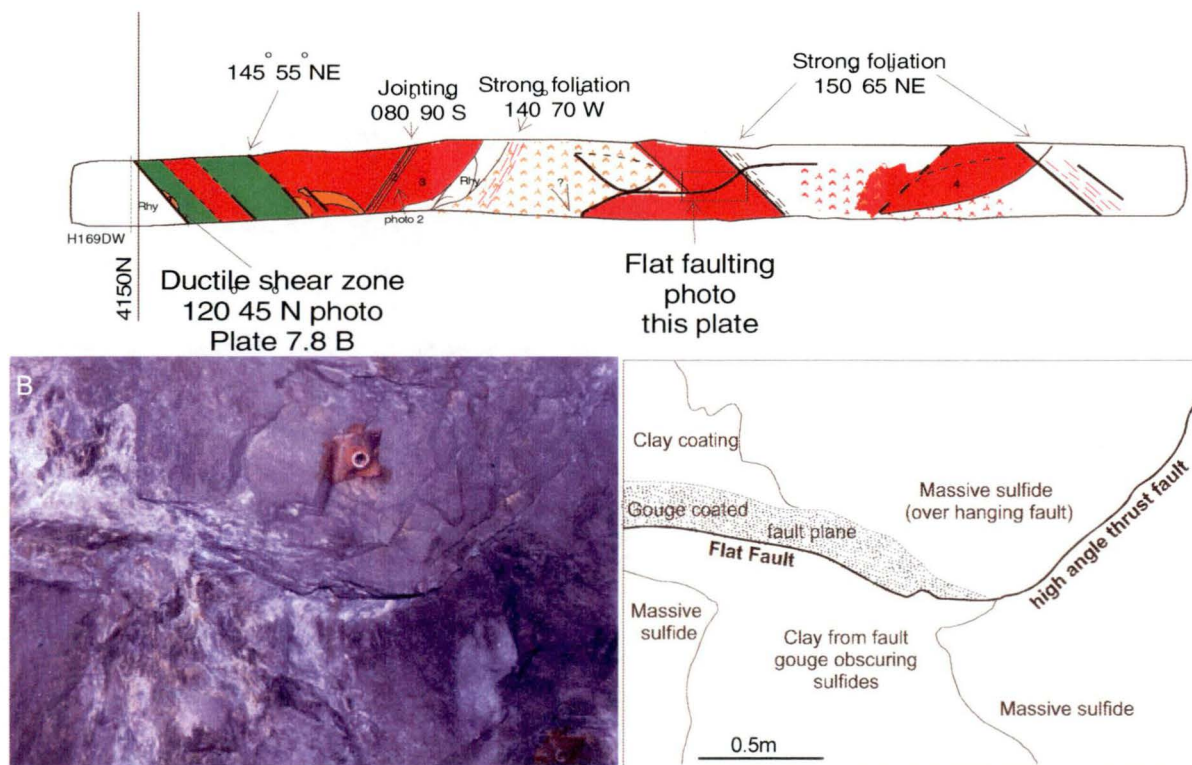 145° 55° NE
Jointing
080° 90° S
Strong foliation
140° 70° W
Strong foliation
150° 65° NE
Rhy
2
3
Rhy
?
4
photo 2
H169DW
4150N
Ductile shear zone
120° 45° N photo
Plate 7.8 B
Flat faulting
photo
this plate
B
Clay coating
Gouge coated
fault plane
Flat Fault
Massive sulfide
(over hanging fault)
high angle thrust fault
Massive
sulfide
Clay from fault
gouge obscuring
sulfides
Massive sulfide
0.5m